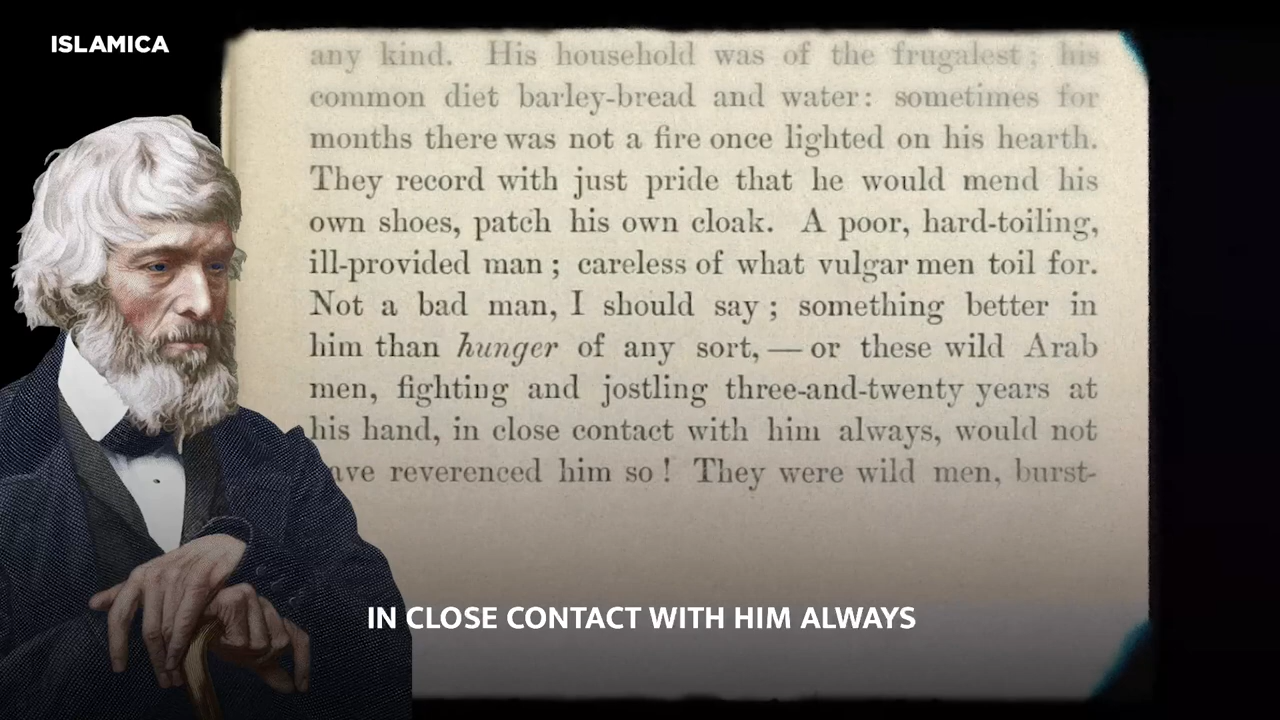 ISLAMICA
any kind. His household was of the frugalest; his
common diet barley-bread and water: sometimes for
months there was not a fire once lighted on his hearth.
They record with just pride that he would mend his
own shoes, patch his own cloak. A poor, hard-toiling,
ill-provided man; careless of what vulgar men toil for.
Not a bad man, I should say; something better in
him than hunger of any sort,—or these wild Arab
men, fighting and jostling three-and-twenty years at
his hand, in close contact with him always, would not
ave reverenced him so! They were wild men, burst-
IN CLOSE CONTACT WITH HIM ALWAYS